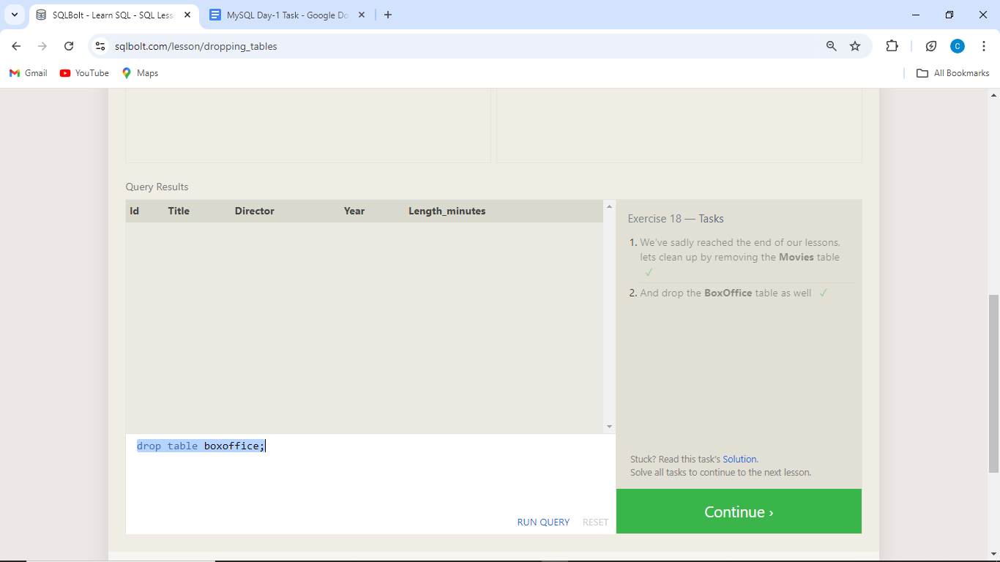 SQLBolt - Learn SQL - SQL Less
MySQL Day-1 Task - Google Do
sqlbolt.com/lesson/dropping_tables
C
Gmail
YouTube
Maps
All Bookmarks
Query Results
Id Title Director Year Length_minutes
Exercise 18 — Tasks
1. We've sadly reached the end of our lessons,
lets clean up by removing the Movies table
✓
2. And drop the BoxOffice table as well ✓
drop table boxoffice;
Stuck? Read this task's Solution.
Solve all tasks to continue to the next lesson.
RUN QUERY RESET
Continue ›